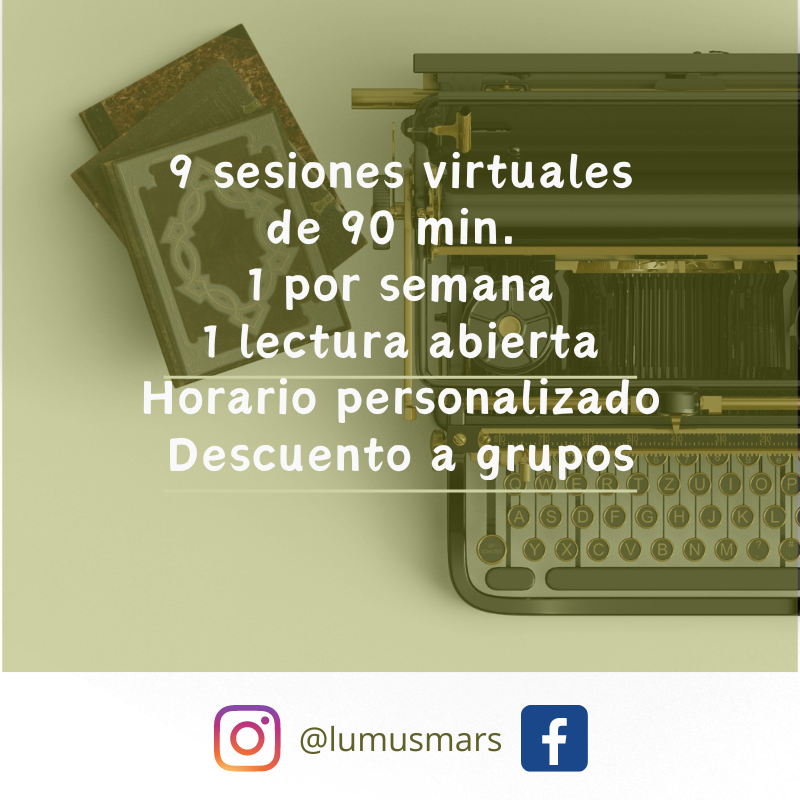 9 sesiones virtuales
de 90 min.
1 por semana
1 lectura abierta
Horario personalizado
Descuento a grupos
Q W E R T Z U I O P
A S D F G H J K L
Y X C V B N M
@lumusmars